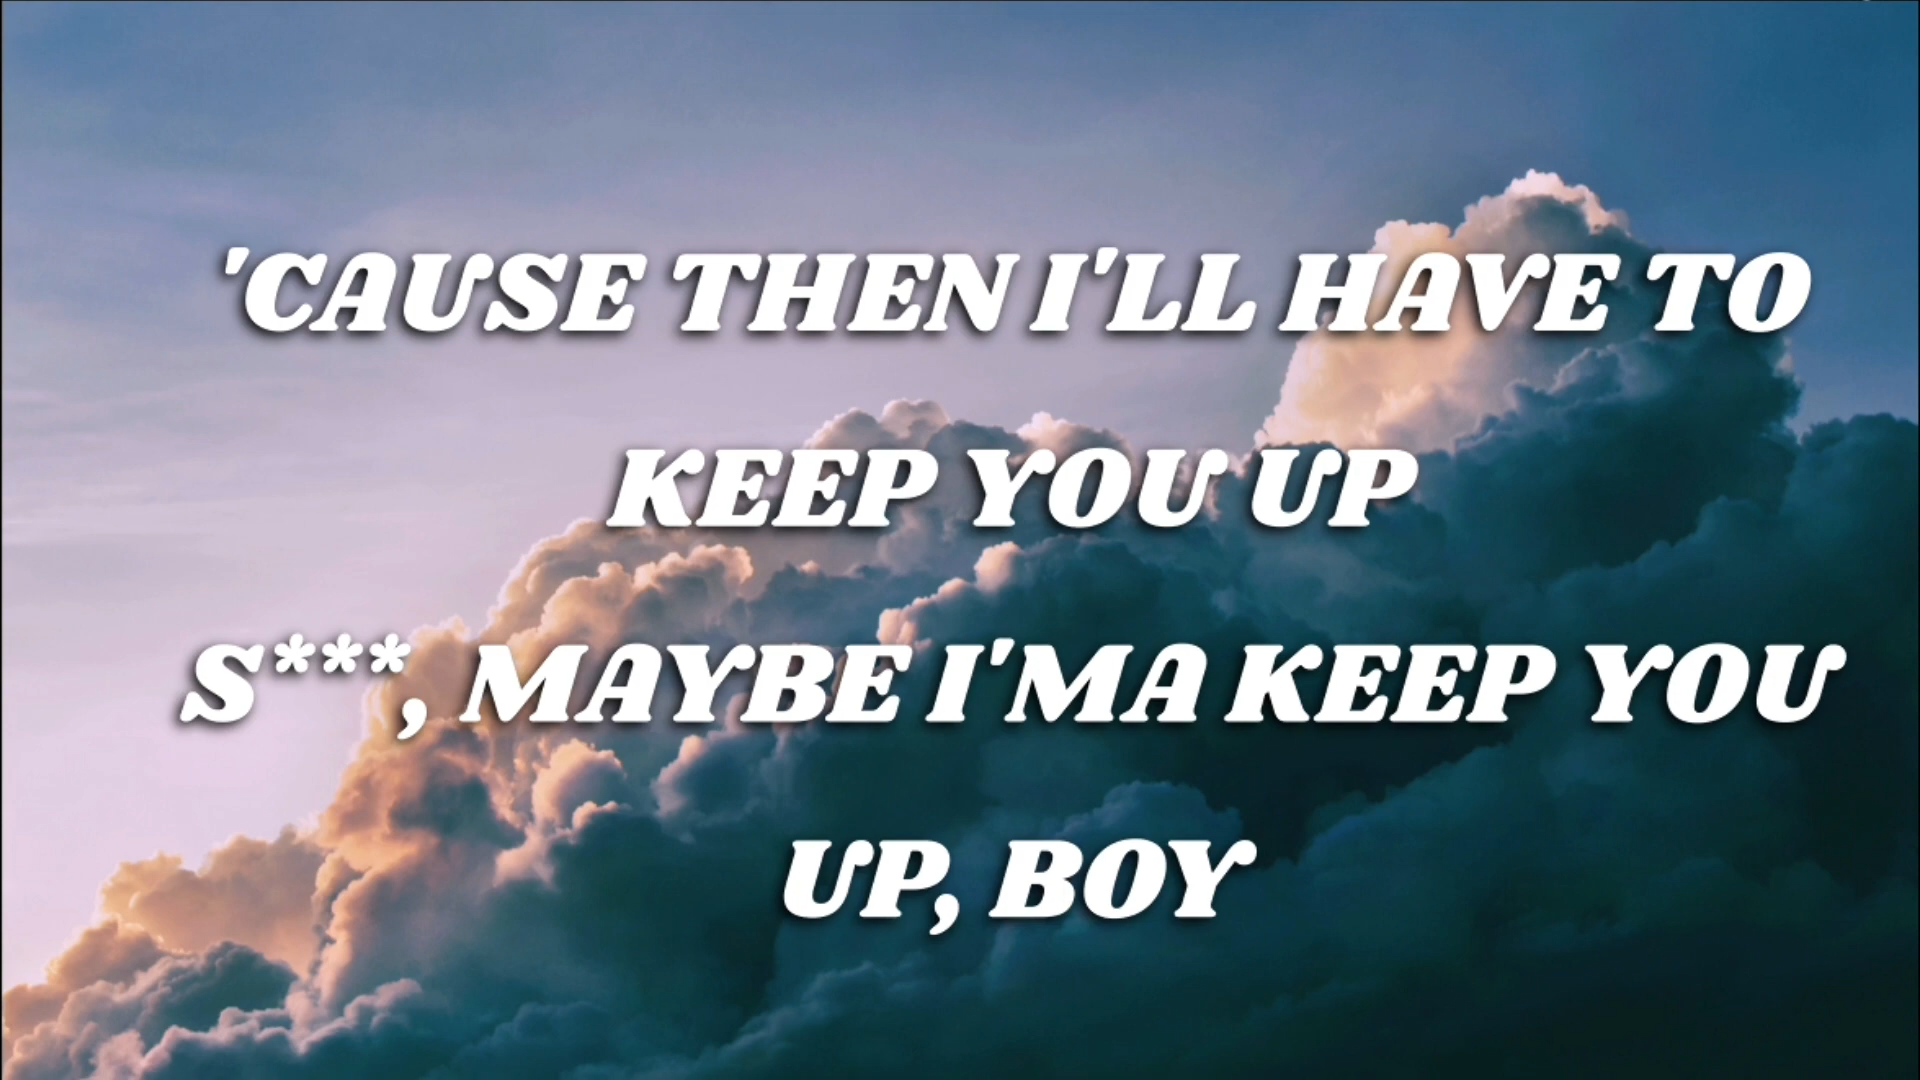 'CAUSE THEN I'LL HAVE TO
KEEP YOU UP
S***, MAYBE I'MA KEEP YOU
UP, BOY